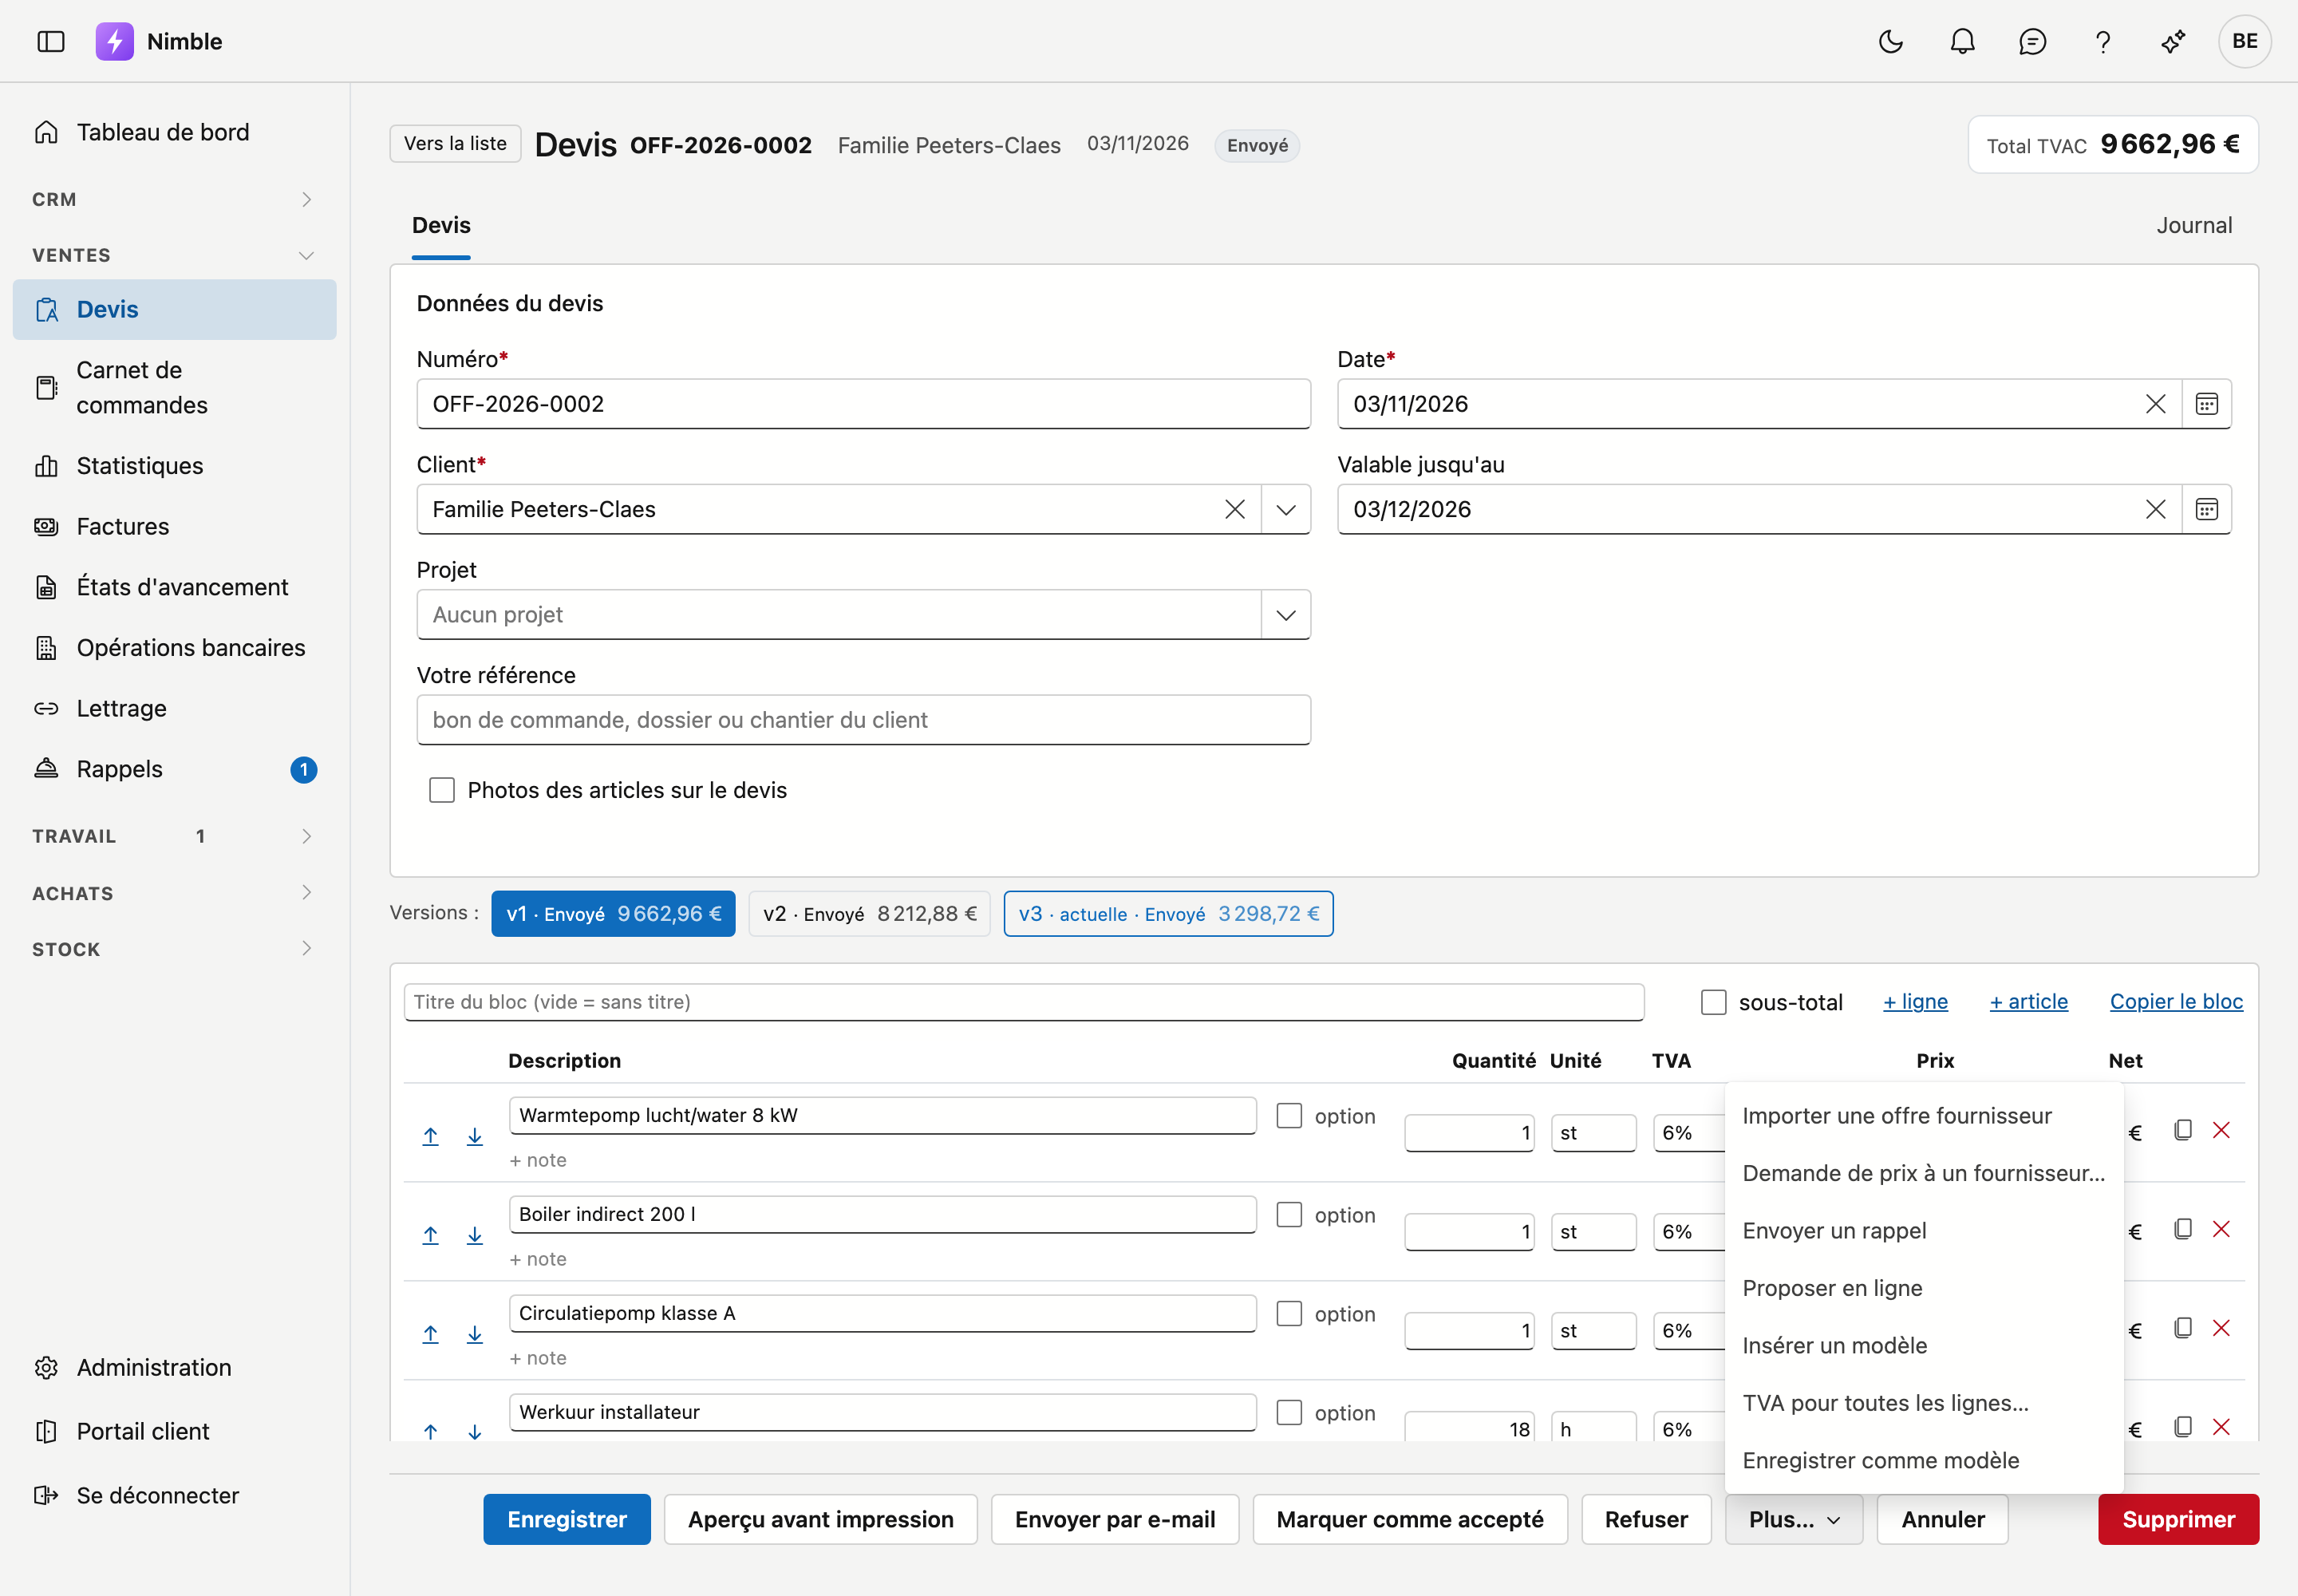 Nimble
BE
Tableau de bord
CRM
VENTES
Devis
Carnet de
commandes
Statistiques
Factures
États d'avancement
Opérations bancaires
Lettrage
Rappels 1
TRAVAIL 1
ACHATS
STOCK
Administration
Portail client
Se déconnecter
Vers la liste Devis OFF-2026-0002 Familie Peeters-Claes 03/11/2026 Envoyé Total TVAC 9 662,96 €
Devis Journal
Données du devis
Numéro* Date*
OFF-2026-0002 03/11/2026
Client* Valable jusqu'au
Familie Peeters-Claes 03/12/2026
Projet
Aucun projet
Votre référence
bon de commande, dossier ou chantier du client
Photos des articles sur le devis
Versions : v1 · Envoyé 9 662,96 € v2 · Envoyé 8 212,88 € v3 · actuelle · Envoyé 3 298,72 €
Titre du bloc (vide = sans titre) sous-total + ligne + article Copier le bloc
Description Quantité Unité TVA Prix Net
Warmtepomp lucht/water 8 kW option 1 st 6% €
+ note
Boiler indirect 200 l option 1 st 6% €
+ note
Circulatiepomp klasse A option 1 st 6% €
+ note
Werkuur installateur option 18 h 6% €
Importer une offre fournisseur
Demande de prix à un fournisseur...
Envoyer un rappel
Proposer en ligne
Insérer un modèle
TVA pour toutes les lignes...
Enregistrer comme modèle
Enregistrer Aperçu avant impression Envoyer par e-mail Marquer comme accepté Refuser Plus... Annuler Supprimer